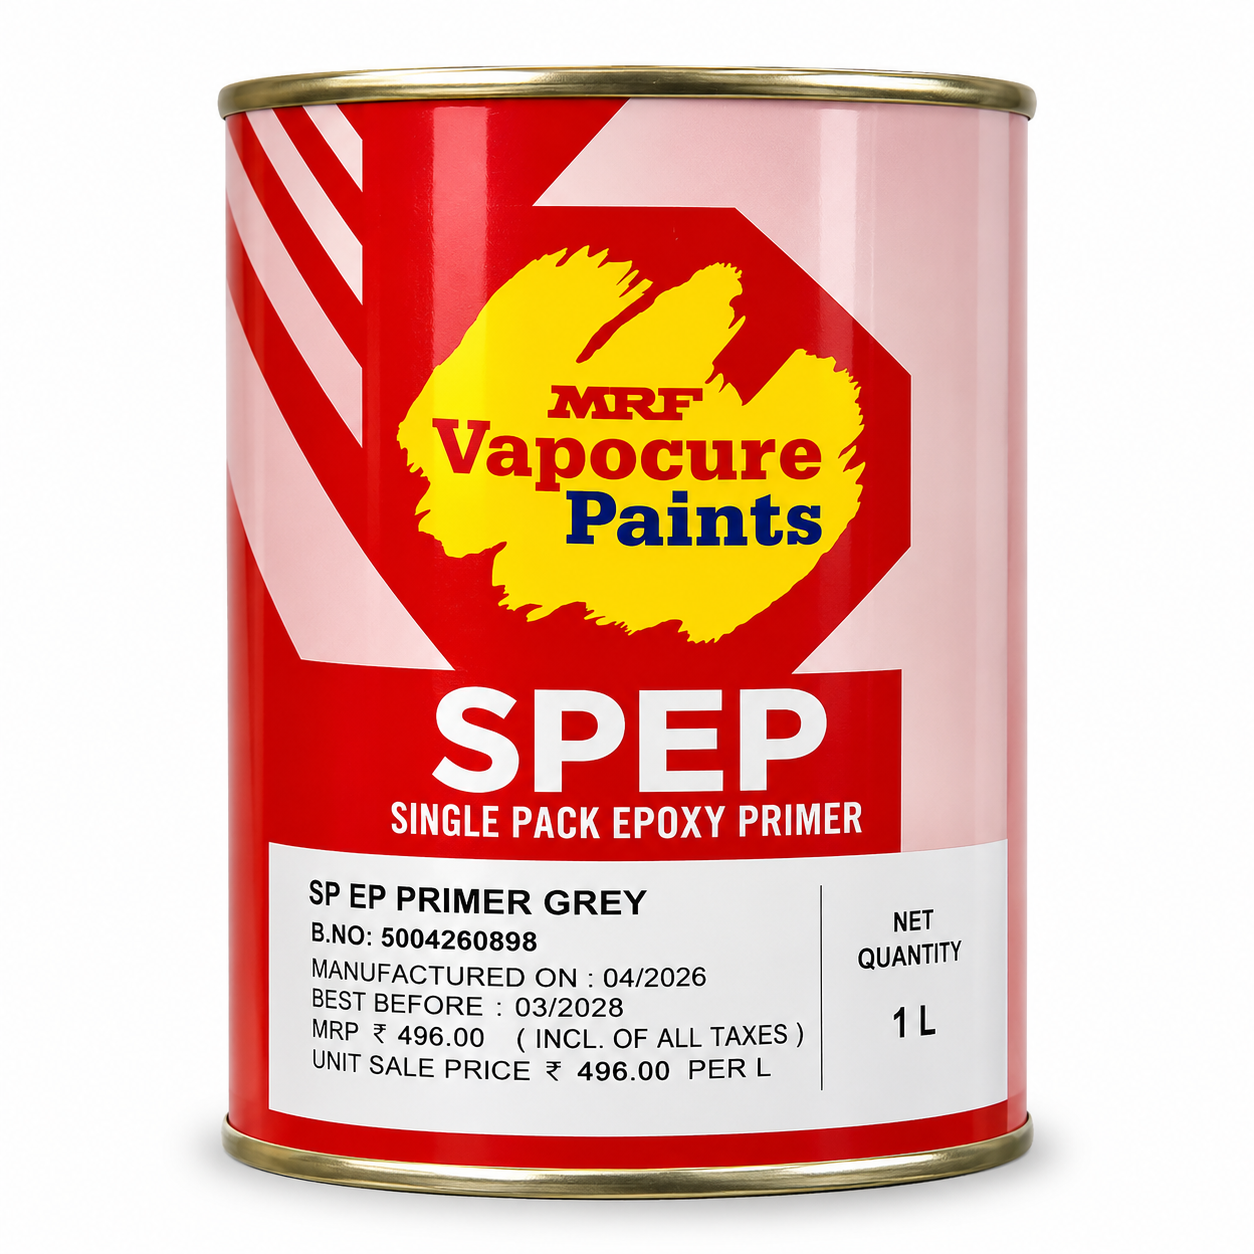 MRF
Vapocure
Paints
SPEP
SINGLE PACK EPOXY PRIMER
SP EP PRIMER GREY
B.NO: 5004260898
MANUFACTURED ON : 04/2026
BEST BEFORE : 03/2028
MRP ₹ 496.00 ( INCL. OF ALL TAXES )
UNIT SALE PRICE ₹ 496.00 PER L
NET
QUANTITY
1 L